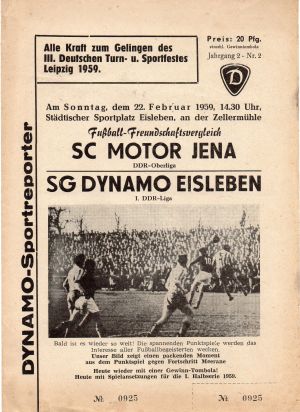 Alle Kraft zum Gelingen des
III. Deutschen Turn- u. Sportfestes
Leipzig 1959.
Preis: 20 Pfg.
einschl. Gewinntombola
Jahrgang 2 - Nr. 2
D
Am Sonntag, dem 22. Februar 1959, 14.30 Uhr,
Städtischer Sportplatz Eisleben, an der Zellermühle
Fußball-Freundschaftsvergleich
SC MOTOR JENA
DDR-Oberliga
SG DYNAMO EISLEBEN
I. DDR-Liga
DYNAMO-Sportreporter
Bald ist es wieder so weit! Die spannenden Punktspiele werden das
Interesse aller Fußballbegeisterten wecken.
Unser Bild zeigt einen packenden Moment
aus dem Punktspiel gegen Fortschritt Meerane
Heute wieder mit einer Gewinn-Tombola!
Heute mit Spielansetzungen für die I. Halbserie 1959.
№ 0925
№ 0925